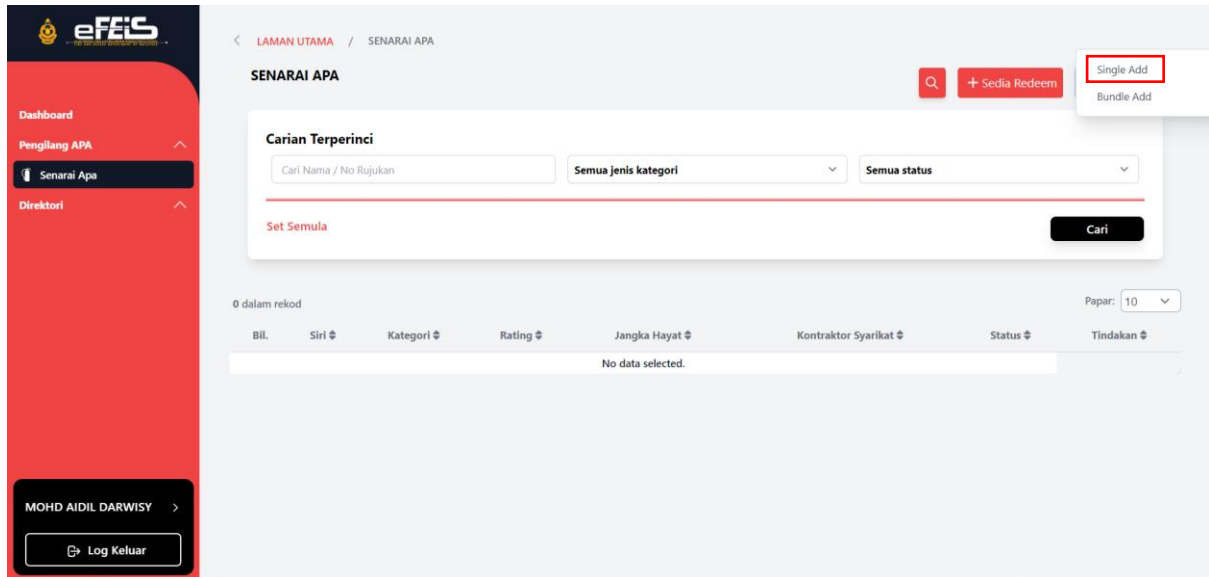 eFEiS
LAMAN UTAMA / SENARAI APA
SENARAI APA
+ Sedia Redeem
Single Add
Bundle Add
Dashboard
Pengilang APA
Senarai Apa
Direktori
Carian Terperinci
Cari Nama / No Rujukan
Semua jenis kategori
Semua status
Set Semula
Cari
0 dalam rekod
Papar: 10
Bil. Siri Kategori Rating Jangka Hayat Kontraktor Syarikat Status Tindakan
No data selected.
MOHD AIDIL DARWISY
Log Keluar